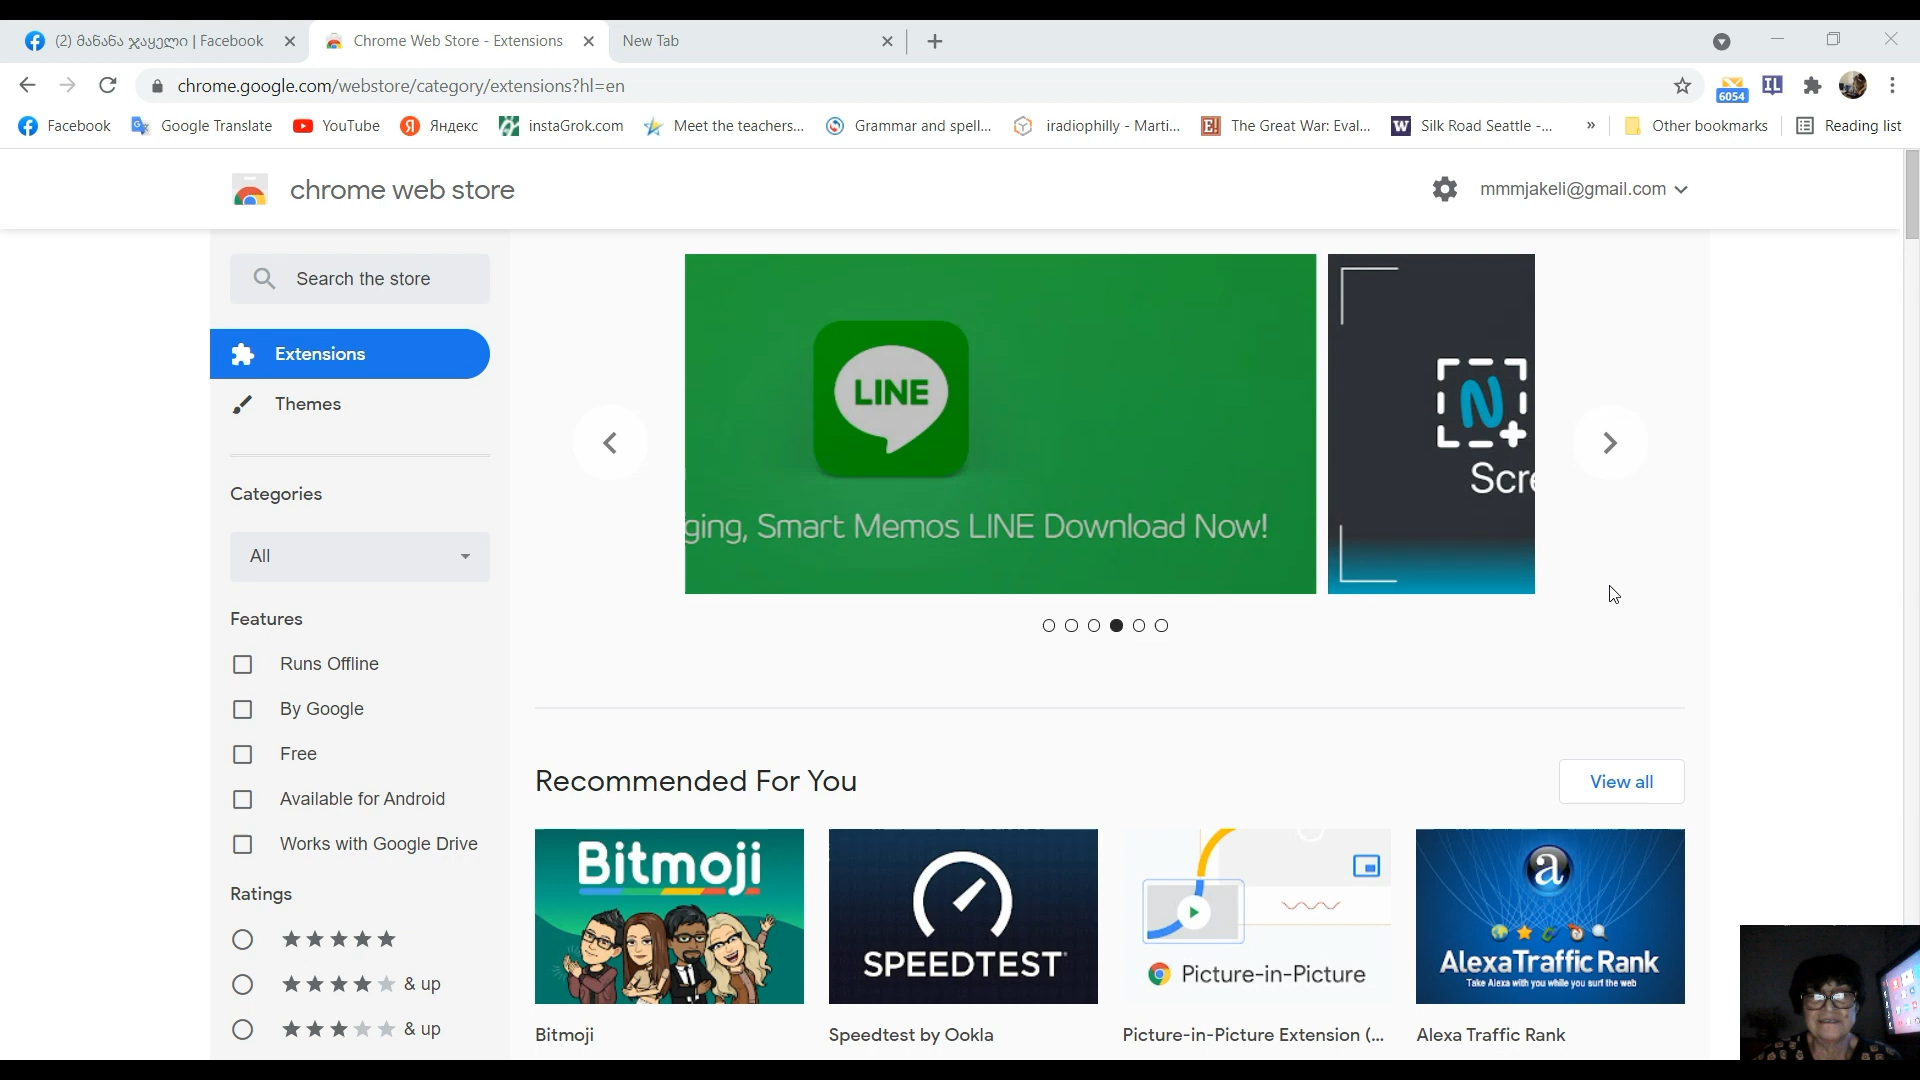 (2) მანანა ჯაყელი | Facebook
Chrome Web Store - Extensions
New Tab
chrome.google.com/webstore/category/extensions?hl=en
6054
IL
Facebook
Google Translate
YouTube
Я
Яндекс
instaGrok.com
Meet the teachers...
Grammar and spell...
iradiophilly - Marti...
E!
The Great War: Eval...
W
Silk Road Seattle -...
»
Other bookmarks
Reading list
chrome web store
mmmjakeli@gmail.com
Search the store
Extensions
Themes
Categories
All
Features
Runs Offline
By Google
Free
Available for Android
Works with Google Drive
Ratings
& up
& up
LINE
ging, Smart Memos LINE Download Now!
N
Scre
Recommended For You
View all
Bitmoji
SPEEDTEST
Picture-in-Picture
a
Alexa Traffic Rank
Take Alexa with you while you surf the web
Bitmoji
Speedtest by Ookla
Picture-in-Picture Extension (...
Alexa Traffic Rank